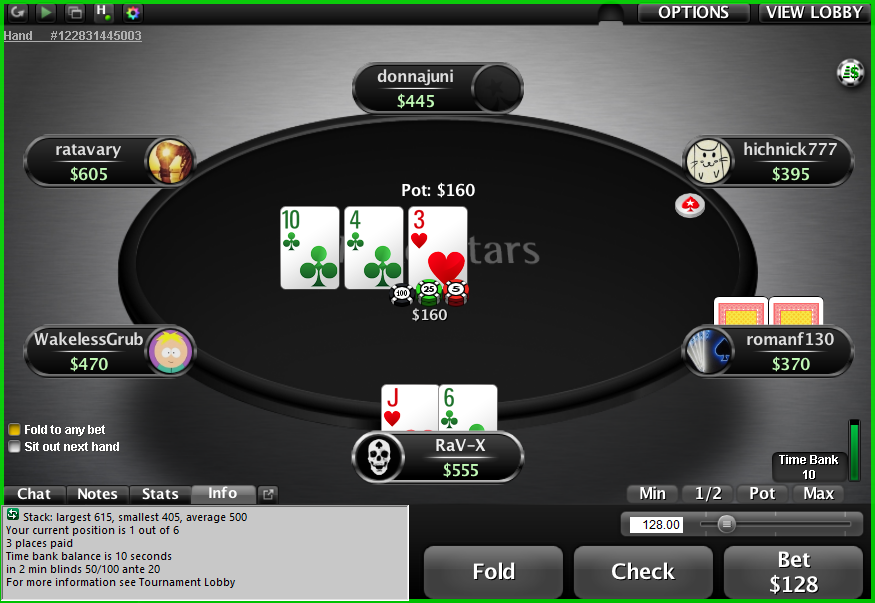 H.
OPTIONS
VIEW LOBBY
Hand #122831445003
donnajuni
$445
$
ratavary
$605
hichnick777
$395
Pot: $160
10 4 3
tars
100 25 5
$160
WakelessGrub
$470
romanf130
$370
J 6
RaV-X
$555
Fold to any bet
Sit out next hand
Time Bank
10
Chat
Notes
Stats
Info
Min
1/2
Pot
Max
Stack: largest 615, smallest 405, average 500
Your current position is 1 out of 6
3 places paid
Time bank balance is 10 seconds
in 2 min blinds 50/100 ante 20
For more information see Tournament Lobby
128.00
Fold
Check
Bet
$128